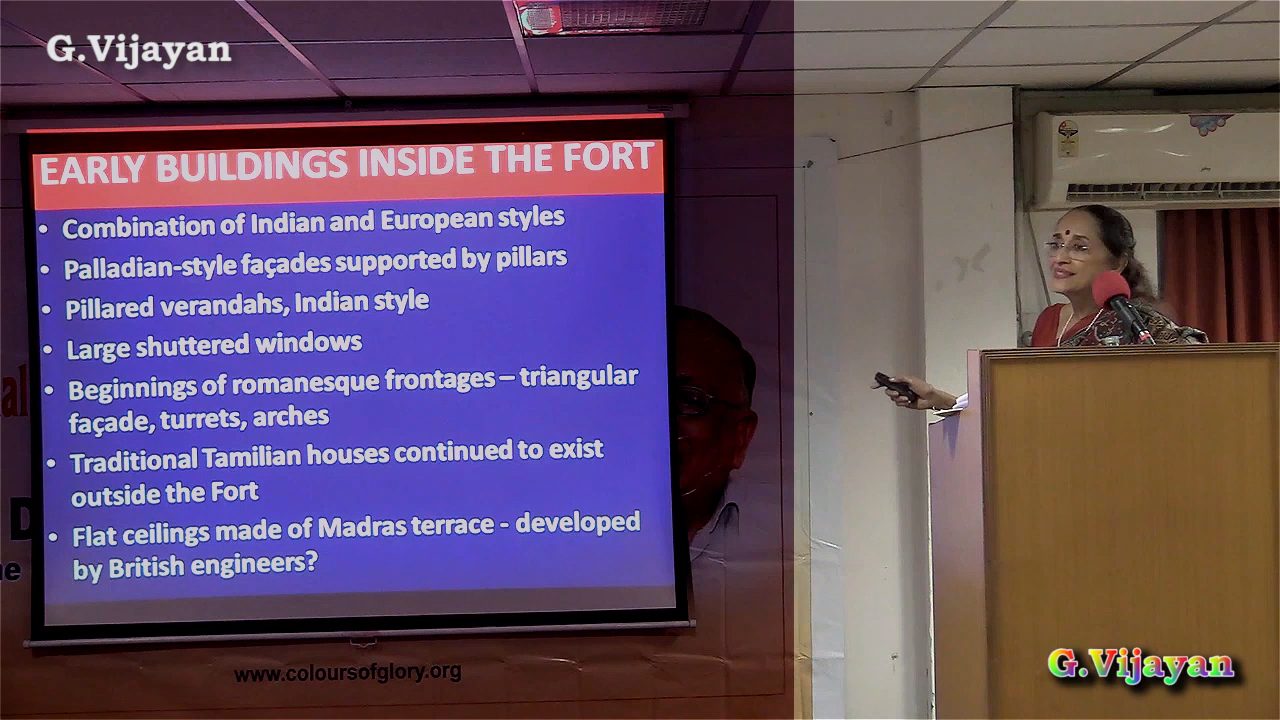 G.Vijayan
EARLY BUILDINGS INSIDE THE FORT
• Combination of Indian and European styles
• Palladian-style façades supported by pillars
• Pillared verandahs, Indian style
• Large shuttered windows
• Beginnings of romanesque frontages – triangular
façade, turrets, arches
• Traditional Tamilian houses continued to exist
outside the Fort
• Flat ceilings made of Madras terrace - developed
by British engineers?
www.coloursofglory.org
G.Vijayan